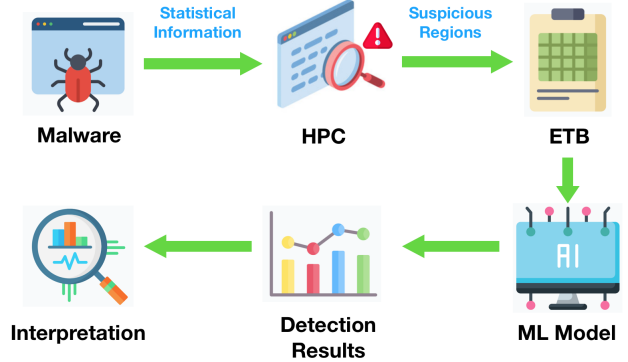 Statistical
Information
Suspicious
Regions
Malware
HPC
ETB
AI
Interpretation
Detection
Results
ML Model